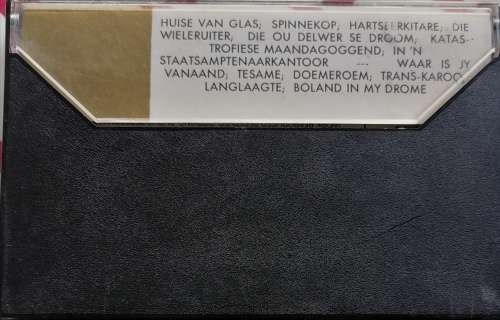 HUISE VAN GLAS; SPINNEKOP; HARTSEERKITARE; DIE
WIELERUITER, DIE OU DELWER SE DROOM; KATAS-
TROFIESE MAANDAGOGGEND; IN 'N
STAATSAMPTENAARKANTOOR --- WAAR IS JY
VANAAND; TESAME; DOEMEROEM; TRANS-KAROO;
LANGLAAGTE; BOLAND IN MY DROME